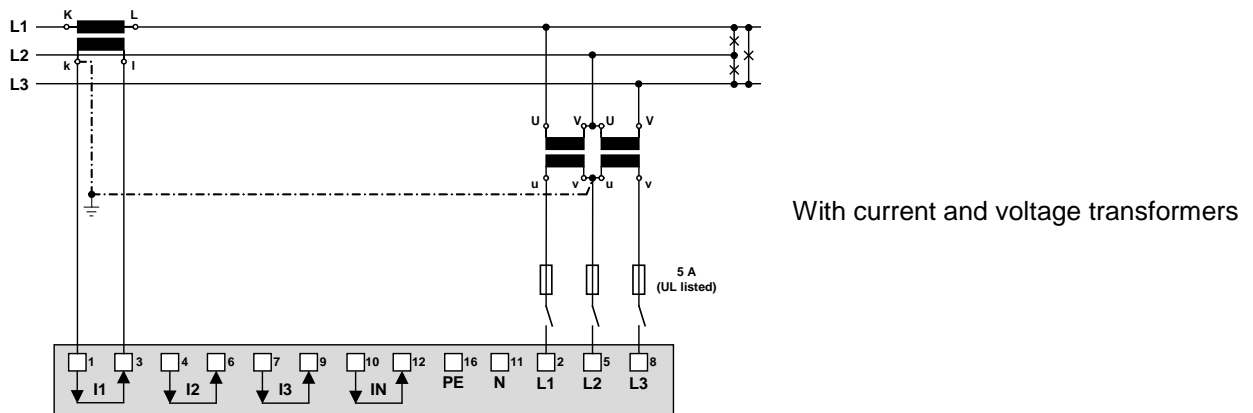 K L
L1
L2
k l
L3
U V U V
u v u v
With current and voltage transformers
5 A
(UL listed)
1 3 4 6 7 9 10 12 16 11 2 5 8
I1 I2 I3 IN PE N L1 L2 L3